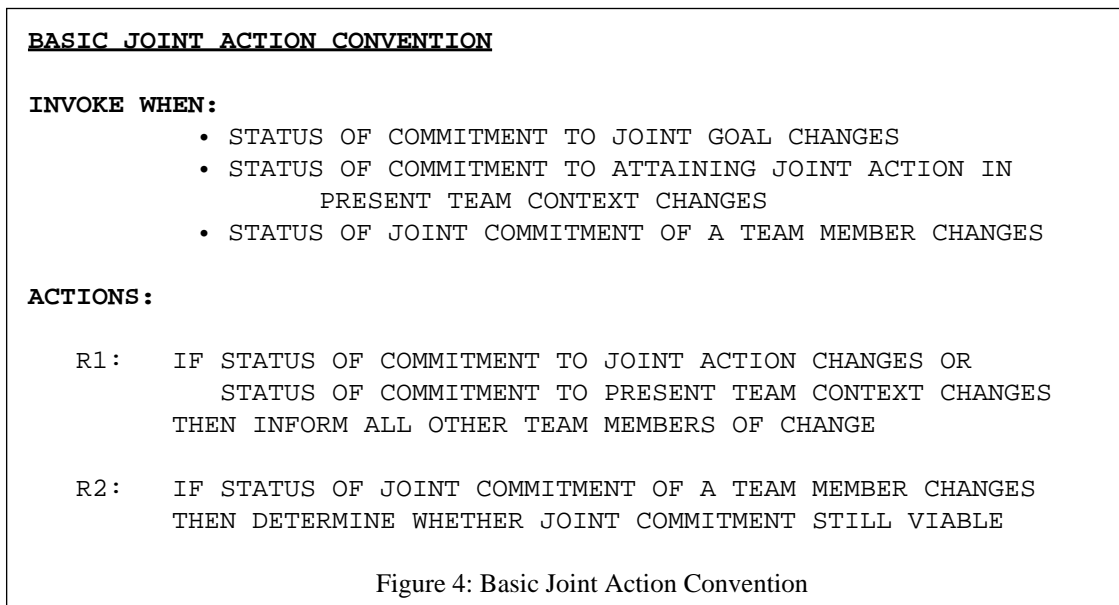 BASIC JOINT ACTION CONVENTION
INVOKE WHEN:
• STATUS OF COMMITMENT TO JOINT GOAL CHANGES
• STATUS OF COMMITMENT TO ATTAINING JOINT ACTION IN
PRESENT TEAM CONTEXT CHANGES
• STATUS OF JOINT COMMITMENT OF A TEAM MEMBER CHANGES
ACTIONS:
R1: IF STATUS OF COMMITMENT TO JOINT ACTION CHANGES OR
STATUS OF COMMITMENT TO PRESENT TEAM CONTEXT CHANGES
THEN INFORM ALL OTHER TEAM MEMBERS OF CHANGE
R2: IF STATUS OF JOINT COMMITMENT OF A TEAM MEMBER CHANGES
THEN DETERMINE WHETHER JOINT COMMITMENT STILL VIABLE
Figure 4: Basic Joint Action Convention